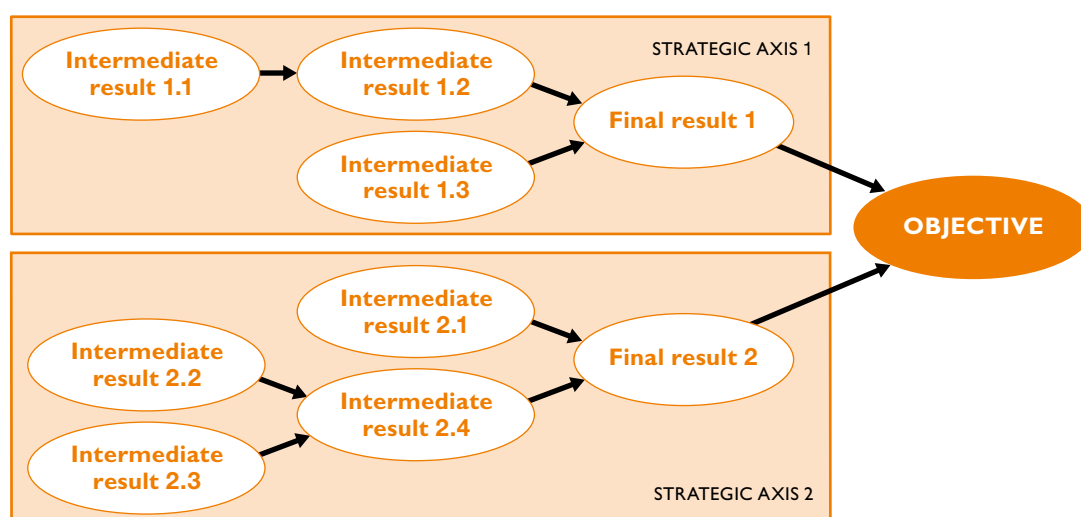 STRATEGIC AXIS 1
Intermediate
result 1.1
Intermediate
result 1.2
Final result 1
Intermediate
result 1.3
OBJECTIVE
Intermediate
result 2.1
Intermediate
result 2.2
Final result 2
Intermediate
result 2.4
Intermediate
result 2.3
STRATEGIC AXIS 2